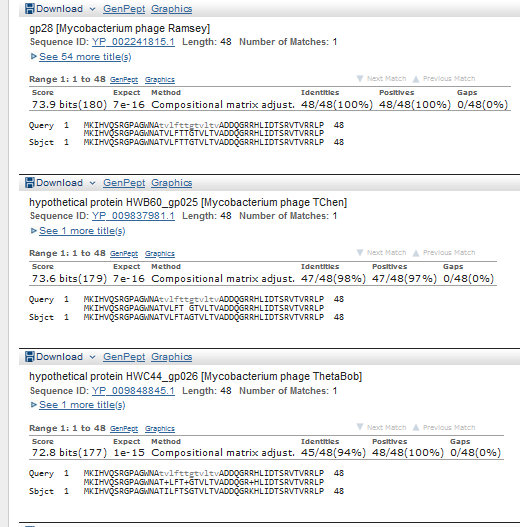 Download GenPept Graphics
gp28 [Mycobacterium phage Ramsey]
Sequence ID: YP_002241815.1 Length: 48 Number of Matches: 1
See 54 more title(s)
Range 1: 1 to 48 GenPept Graphics Next Match Previous Match
Score Expect Method Identities Positives Gaps
73.9 bits(180) 7e-16 Compositional matrix adjust. 48/48(100%) 48/48(100%) 0/48(0%)
Query 1 MKIHVQSRGPAGWNAtvlfttgtvltvADDQGRRHLIDTSRVTVRRLP 48
MKIHVQSRGPAGWNATVLFTTGTVLTVADDQGRRHLIDTSRVTVRRLP
Sbjct 1 MKIHVQSRGPAGWNATVLFTTGTVLTVADDQGRRHLIDTSRVTVRRLP 48
Download GenPept Graphics
hypothetical protein HWB60_gp025 [Mycobacterium phage TChen]
Sequence ID: YP_009837981.1 Length: 48 Number of Matches: 1
See 1 more title(s)
Range 1: 1 to 48 GenPept Graphics Next Match Previous Match
Score Expect Method Identities Positives Gaps
73.6 bits(179) 7e-16 Compositional matrix adjust. 47/48(98%) 47/48(97%) 0/48(0%)
Query 1 MKIHVQSRGPAGWNAtvlfttgtvltvADDQGRRHLIDTSRVTVRRLP 48
MKIHVQSRGPAGWNATVLFT GTVLTVADDQGRRHLIDTSRVTVRRLP
Sbjct 1 MKIHVQSRGPAGWNATVLFTAGTVLTVADDQGRRHLIDTSRVTVRRLP 48
Download GenPept Graphics
hypothetical protein HWC44_gp026 [Mycobacterium phage ThetaBob]
Sequence ID: YP_009848845.1 Length: 48 Number of Matches: 1
See 1 more title(s)
Range 1: 1 to 48 GenPept Graphics Next Match Previous Match
Score Expect Method Identities Positives Gaps
72.8 bits(177) 1e-15 Compositional matrix adjust. 45/48(94%) 48/48(100%) 0/48(0%)
Query 1 MKIHVQSRGPAGWNAtvlfttgtvltvADDQGRRHLIDTSRVTVRRLP 48
MKIHVQSRGPAGWNAT+LFT+GTVLTVADDQGR+HLIDTSRVTVRRLP
Sbjct 1 MKIHVQSRGPAGWNATILFTSGTVLTVADDQGRKHLIDTSRVTVRRLP 48